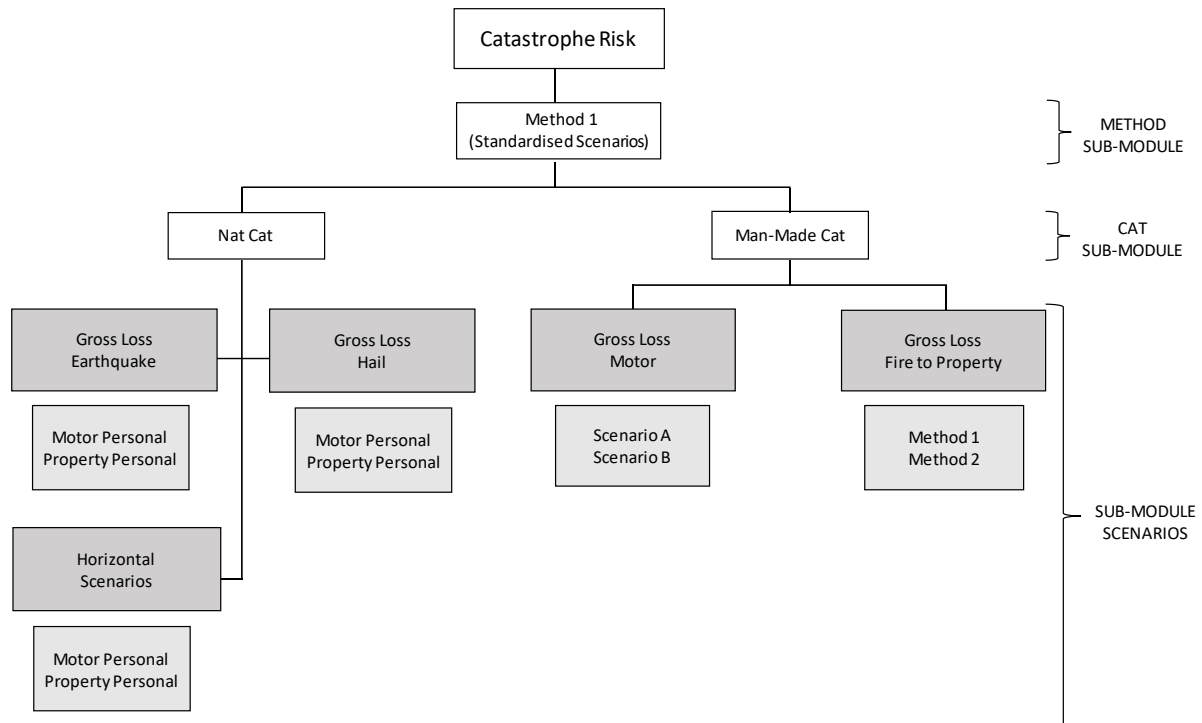 Catastrophe Risk
Method 1
(Standardised Scenarios)
METHOD
SUB-MODULE
Nat Cat
Man-Made Cat
CAT
SUB-MODULE
Gross Loss
Earthquake
Gross Loss
Hail
Gross Loss
Motor
Gross Loss
Fire to Property
Motor Personal
Property Personal
Motor Personal
Property Personal
Scenario A
Scenario B
Method 1
Method 2
SUB-MODULE
SCENARIOS
Horizontal
Scenarios
Motor Personal
Property Personal